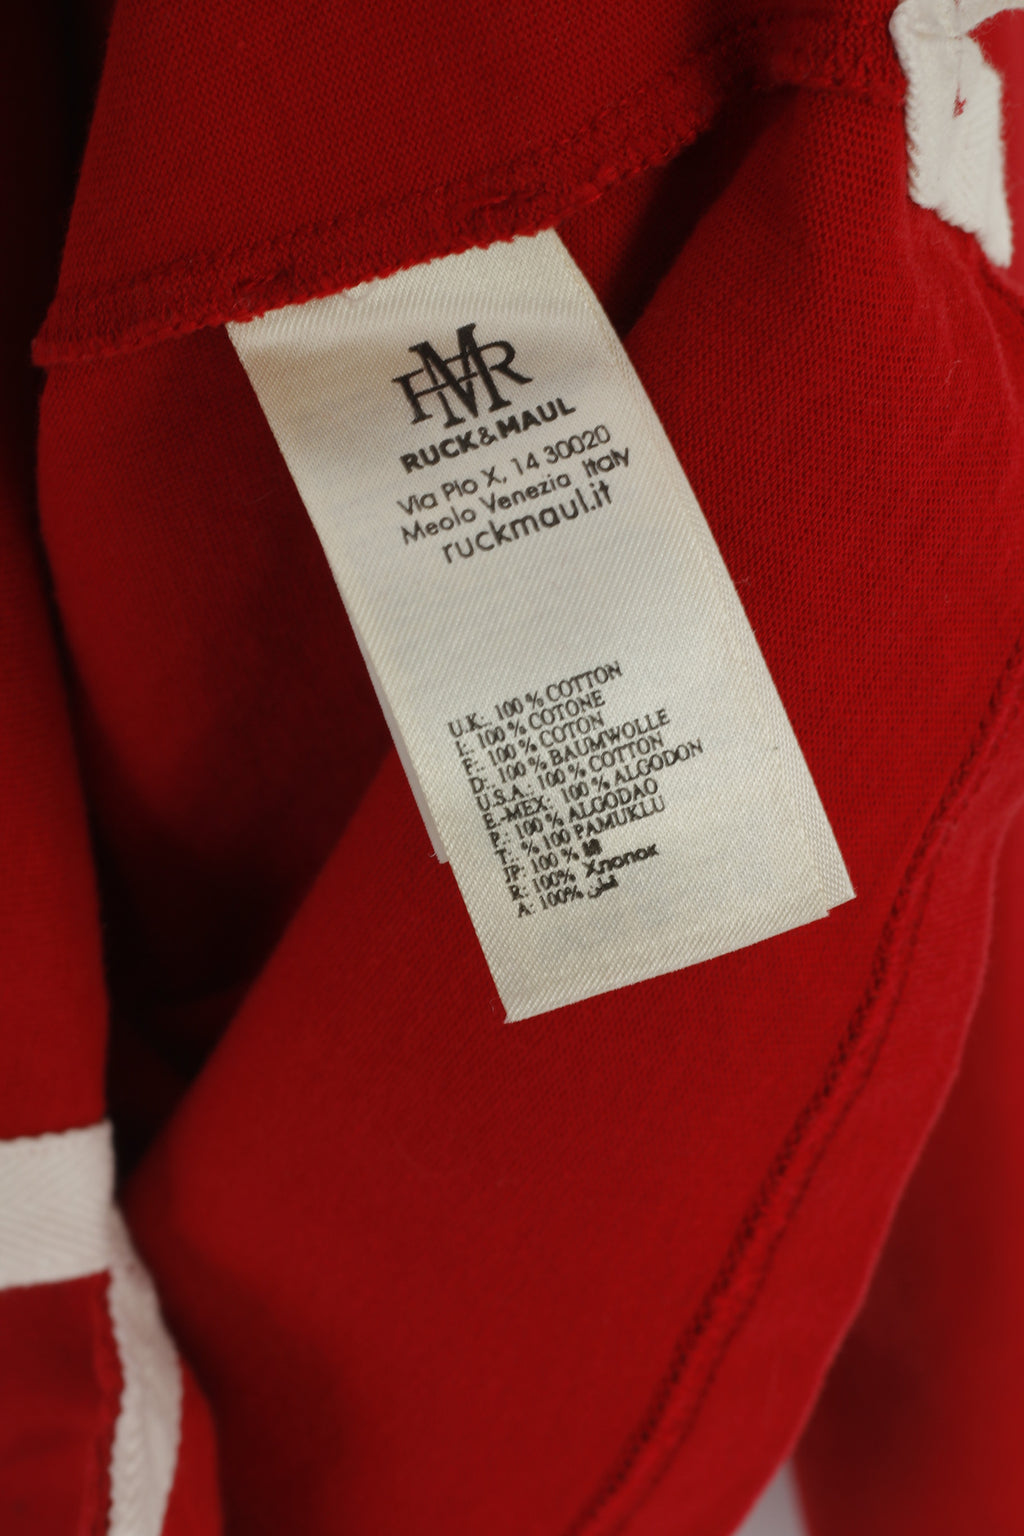 RMR
RUCK&MAUL
Via Pio X, 14 30020
Meolo Venezia Italy
ruckmaul.it
U.K.: 100 % COTTON
I.: 100 % COTONE
F.: 100 % COTON
D.: 100 % BAUMWOLLE
U.S.A.: 100 % COTTON
E.-MEX: 100 % ALGODON
P.: 100 % ALGODAO
T.: % 100 PAMUKLU
JP: 100 % 綿
R: 100% Хлопок
A: 100% قطن